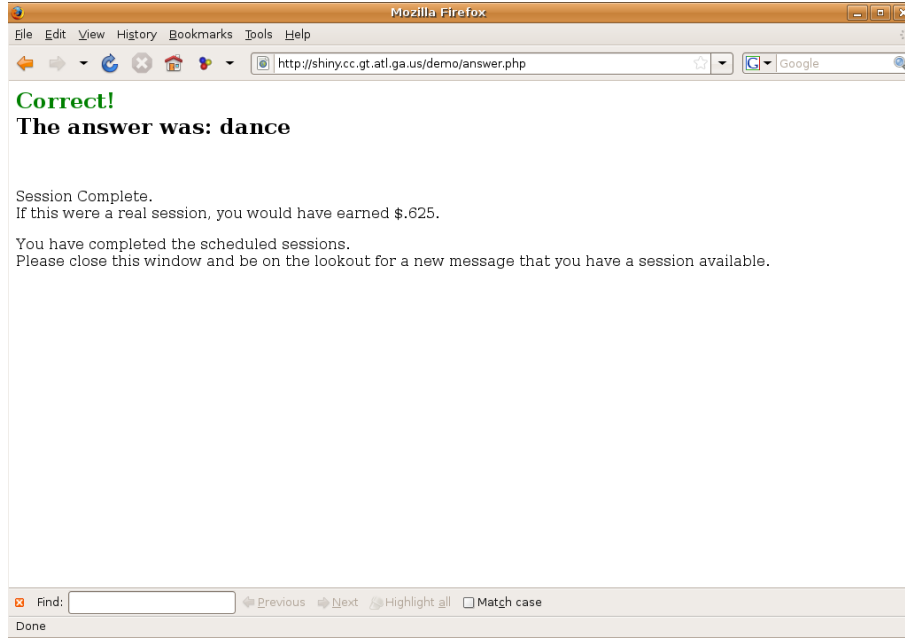 Mozilla Firefox
File Edit View History Bookmarks Tools Help
http://shiny.cc.gt.atl.ga.us/demo/answer.php G Google
Correct!
The answer was: dance
Session Complete.
If this were a real session, you would have earned $.625.
You have completed the scheduled sessions.
Please close this window and be on the lookout for a new message that you have a session available.
Find: Previous Next Highlight all Match case
Done